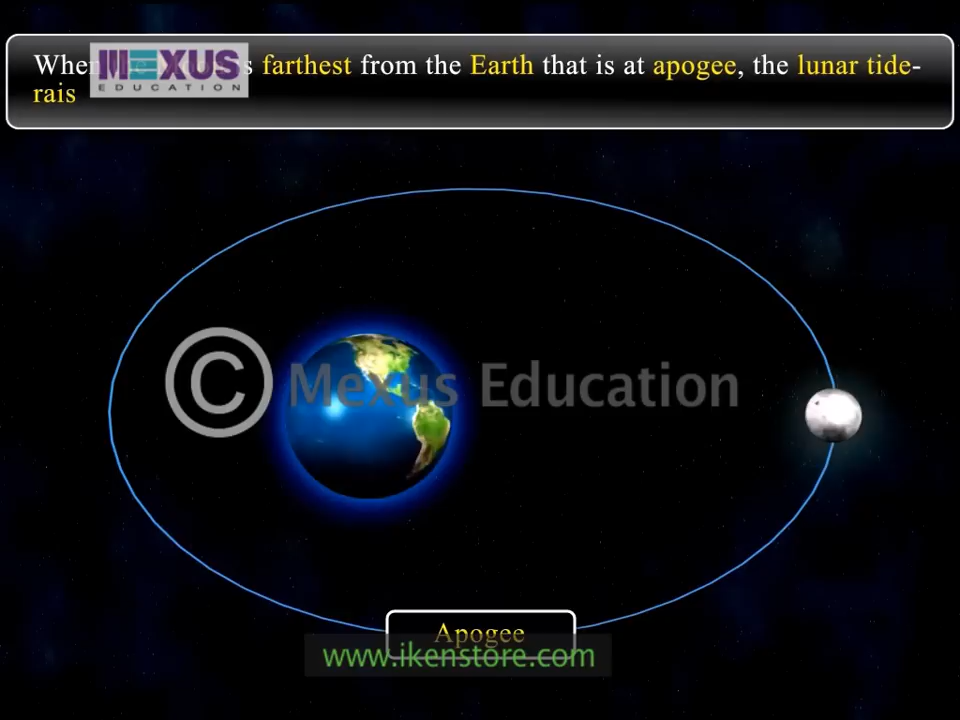 When s farthest from the Earth that is at apogee, the lunar tide-
rais
MEXUS
EDUCATION
© Mexus Education
Apogee
www.ikenstore.com